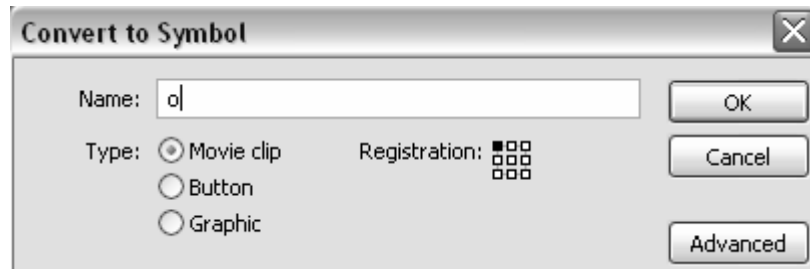 Convert to Symbol
Name: o OK
Type: Movie clip Registration: Cancel
Button
Graphic
Advanced